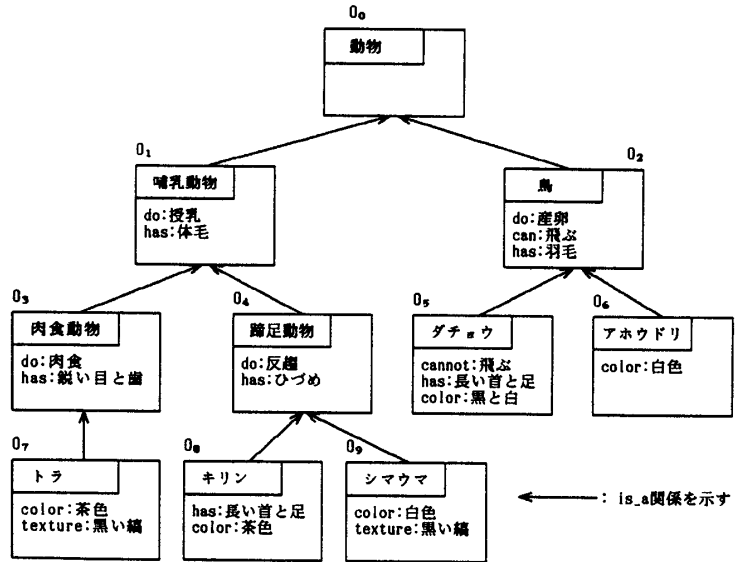 O₀
動物
O₁
哺乳動物
do:授乳
has:体毛
O₂
鳥
do:産卵
can:飛ぶ
has:羽毛
O₃
肉食動物
do:肉食
has:鋭い目と歯
O₄
蹄足動物
do:反趨
has:ひづめ
O₅
ダチョウ
cannot:飛ぶ
has:長い首と足
color:黒と白
O₆
アホウドリ
color:白色
O₇
トラ
color:茶色
texture:黒い縞
O₈
キリン
has:長い首と足
color:茶色
O₉
シマウマ
color:白色
texture:黒い縞
: is_a関係を示す